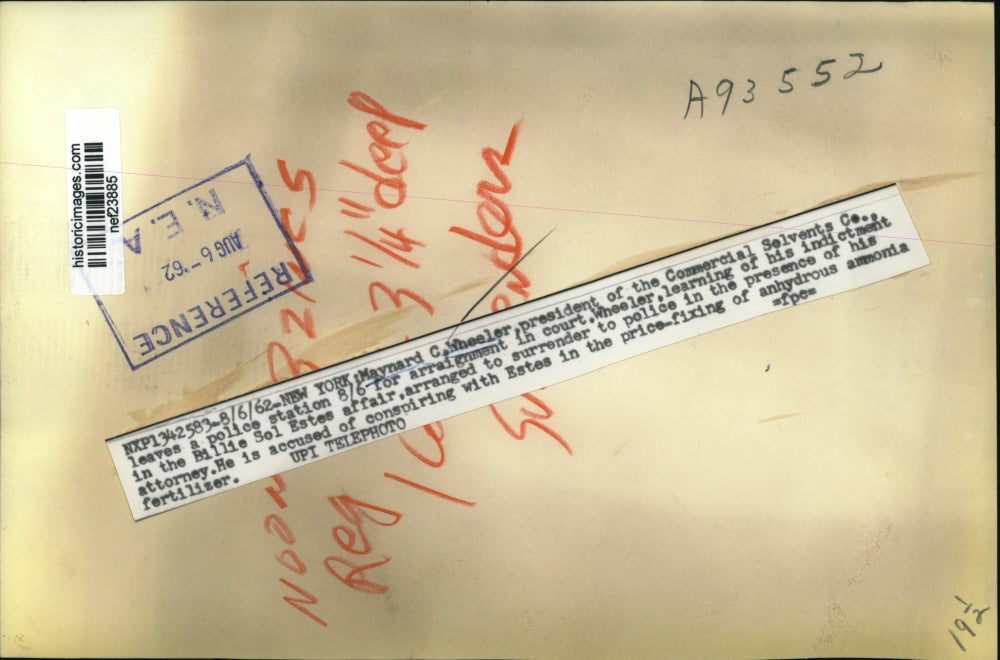 A93552
historicimages.com
nef23885
N. E. A
AUG 6-'62
REFERENCE
Reg
3 1/4" deep
NXP1342583-8/6/62-NEW YORK:Maynard C.Wheeler,president of the Commercial Solvents Co.,
leaves a police station 8/6 for arraignment in court.Wheeler,learning of his indictment
in the Billie Sol Estes affair,arranged to surrender to police in the presence of his
attorney.He is accused of conspiring with Estes in the price-fixing of anhydrous ammonia
fertilizer.
UPI TELEPHOTO
=fpc=
19 1/2